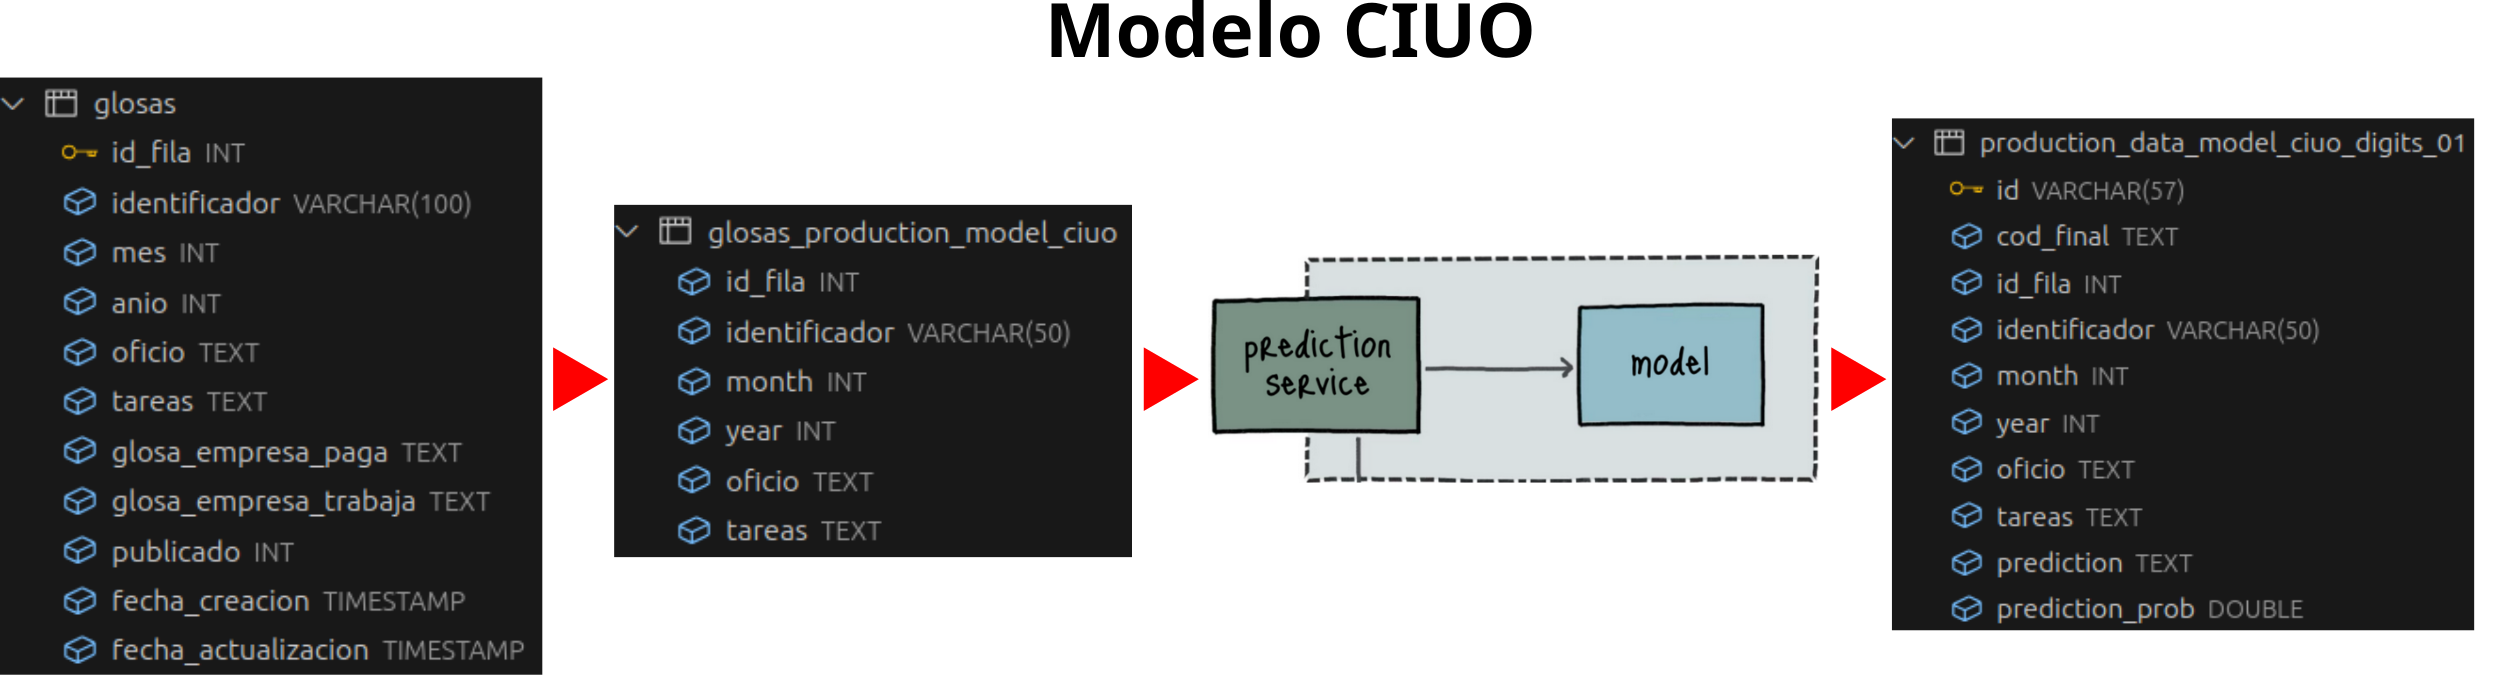 Modelo CIUO
glosas
id_fila INT
identificador VARCHAR(100)
mes INT
anio INT
oficio TEXT
tareas TEXT
glosa_empresa_paga TEXT
glosa_empresa_trabaja TEXT
publicado INT
fecha_creacion TIMESTAMP
fecha_actualizacion TIMESTAMP
glosas_production_model_ciuo
id_fila INT
identificador VARCHAR(50)
month INT
year INT
oficio TEXT
tareas TEXT
prediction
service
model
production_data_model_ciuo_digits_01
id VARCHAR(57)
cod_final TEXT
id_fila INT
identificador VARCHAR(50)
month INT
year INT
oficio TEXT
tareas TEXT
prediction TEXT
prediction_prob DOUBLE